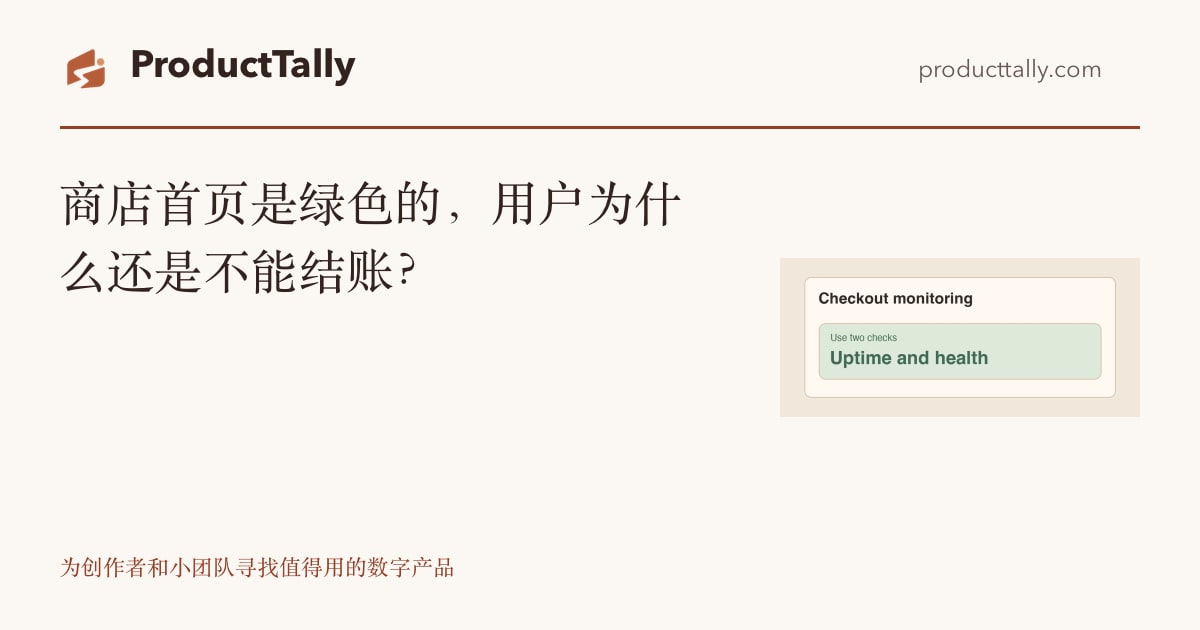 ProductTally
producttally.com
商店首页是绿色的，用户为什
么还是不能结账？
Checkout monitoring
Use two checks
Uptime and health
为创作者和小团队寻找值得用的数字产品